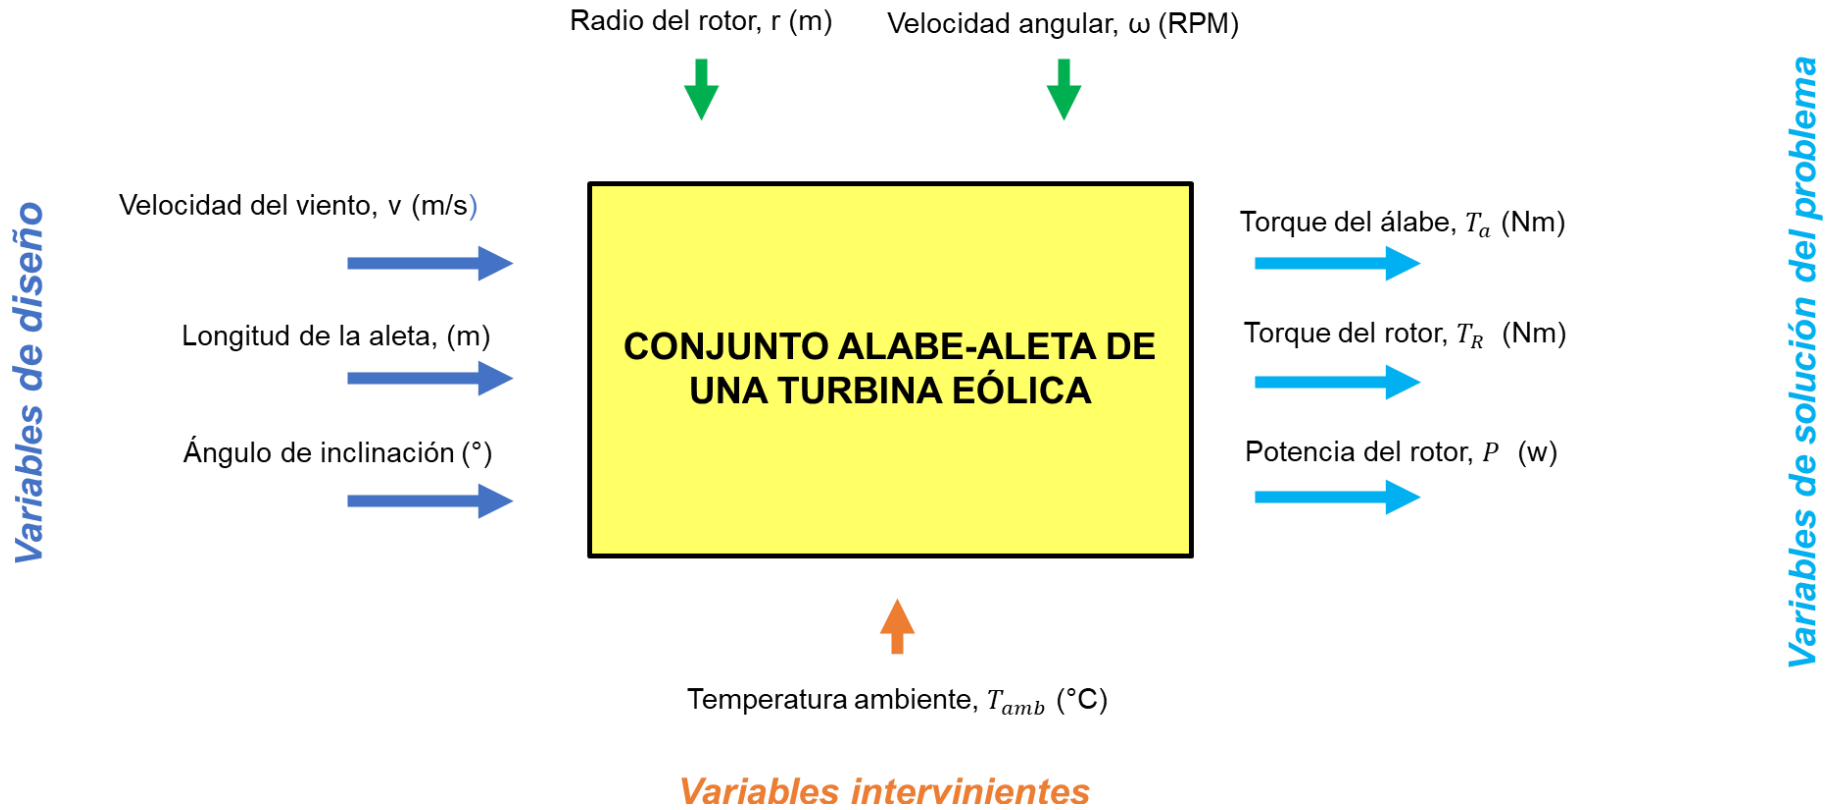 Radio del rotor, r (m)
Velocidad angular, ω (RPM)
Variables de diseño
Velocidad del viento, v (m/s)
Longitud de la aleta, (m)
Ángulo de inclinación (°)
CONJUNTO ALABE-ALETA DE
UNA TURBINA EÓLICA
Torque del álabe, Tₐ (Nm)
Torque del rotor, T_R (Nm)
Potencia del rotor, P (w)
Variables de solución del problema
Temperatura ambiente, T_amb (°C)
Variables intervinientes